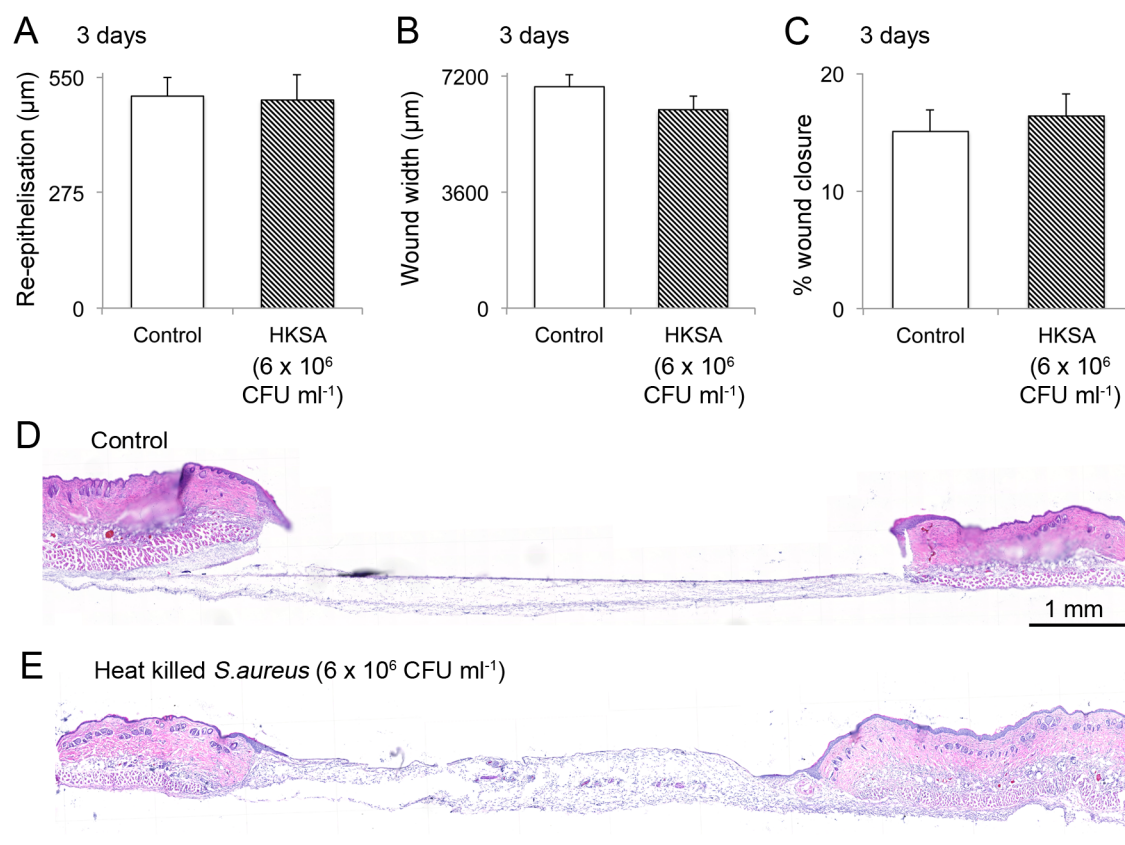 A 3 days
Re-epithelisation (µm)
550
275
0
Control
HKSA
(6 x 10⁶
CFU ml⁻¹)
B 3 days
Wound width (µm)
7200
3600
0
Control
HKSA
(6 x 10⁶
CFU ml⁻¹)
C 3 days
% wound closure
20
10
0
Control
HKSA
(6 x 10⁶
CFU ml⁻¹)
D Control
1 mm
E Heat killed S.aureus (6 x 10⁶ CFU ml⁻¹)